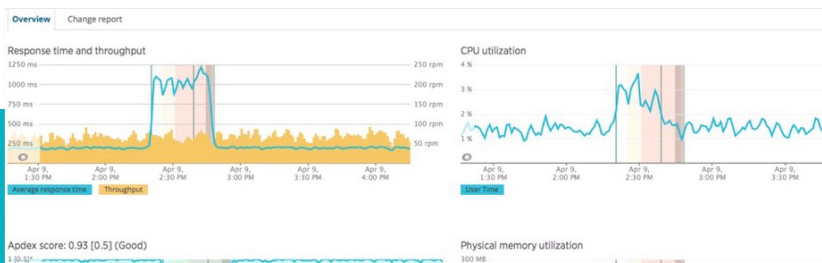 Overview Change report
Response time and throughput
1250 ms 250 rpm
1000 ms 200 rpm
750 ms 150 rpm
500 ms 100 rpm
250 ms 50 rpm
Apr 9, 1:30 PM
Apr 9, 2:00 PM
Apr 9, 2:30 PM
Apr 9, 3:00 PM
Apr 9, 3:30 PM
Apr 9, 4:00 PM
Average response time Throughput
CPU utilization
4 %
3 %
2 %
1 %
Apr 9, 1:30 PM
Apr 9, 2:00 PM
Apr 9, 2:30 PM
Apr 9, 3:00 PM
Apr 9, 3:30 PM
User Time
Apdex score: 0.93 [0.5] (Good)
1 [0.5]*
Physical memory utilization
300 MB